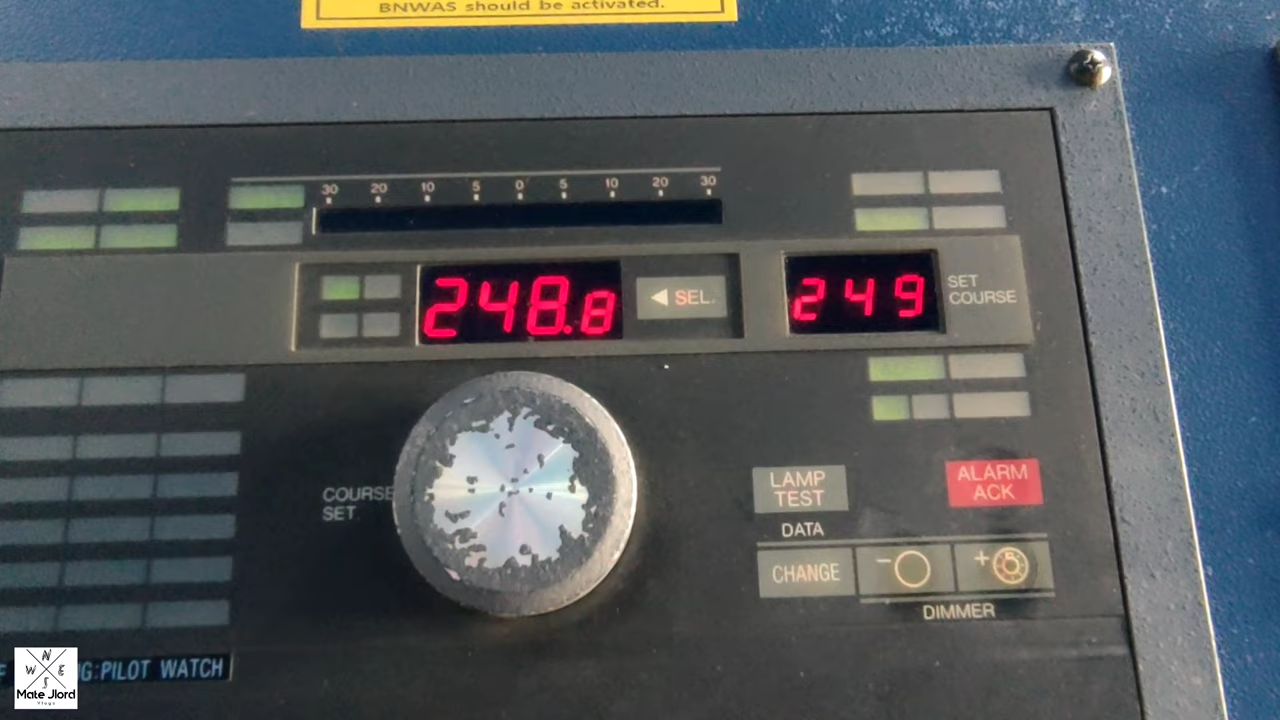 BNWAS should be activated.
30 20 10 5 0 5 10 20 30
248.8
◀ SEL.
249
SET
COURSE
COURSE
SET
LAMP
TEST
ALARM
ACK
DATA
CHANGE
−
+
DIMMER
G:PILOT WATCH
N
W E
S
Mate Jlord
Vlogs